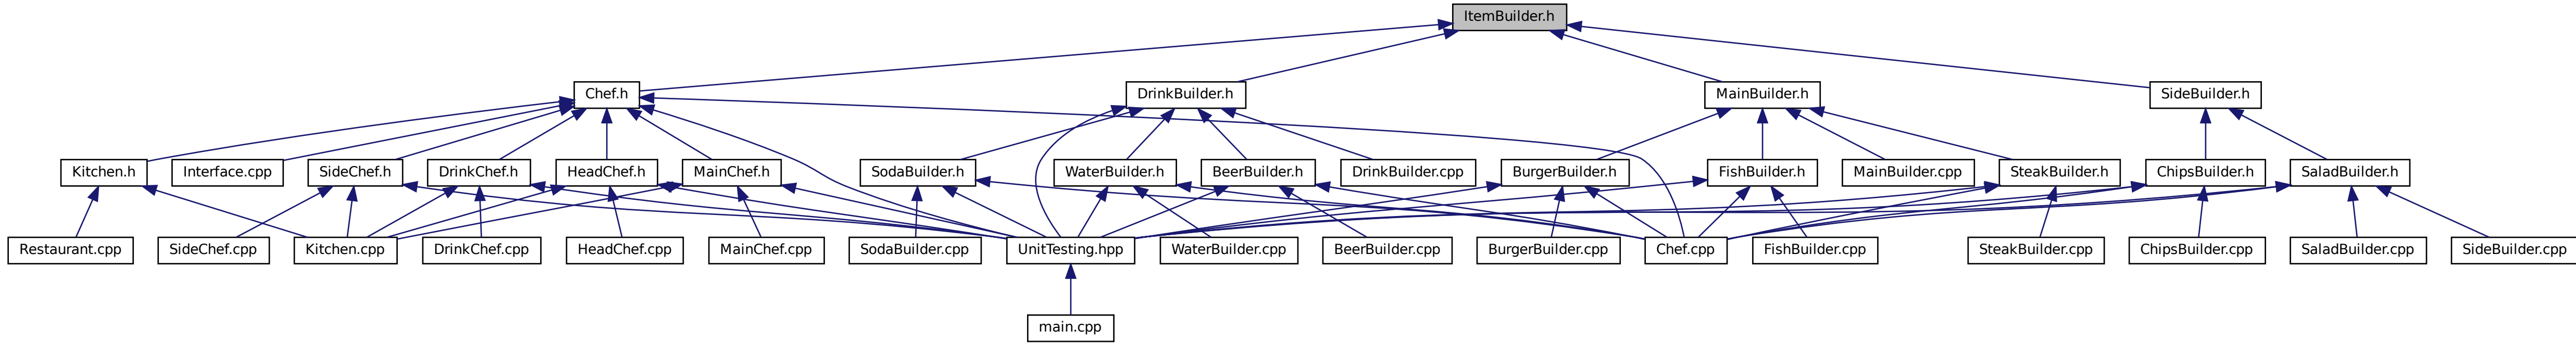 ItemBuilder.h
Chef.h
DrinkBuilder.h
MainBuilder.h
SideBuilder.h
Kitchen.h
Interface.cpp
SideChef.h
DrinkChef.h
HeadChef.h
MainChef.h
SodaBuilder.h
WaterBuilder.h
BeerBuilder.h
DrinkBuilder.cpp
BurgerBuilder.h
FishBuilder.h
MainBuilder.cpp
SteakBuilder.h
ChipsBuilder.h
SaladBuilder.h
Restaurant.cpp
SideChef.cpp
Kitchen.cpp
DrinkChef.cpp
HeadChef.cpp
MainChef.cpp
SodaBuilder.cpp
UnitTesting.hpp
WaterBuilder.cpp
BeerBuilder.cpp
BurgerBuilder.cpp
Chef.cpp
FishBuilder.cpp
SteakBuilder.cpp
ChipsBuilder.cpp
SaladBuilder.cpp
SideBuilder.cpp
main.cpp